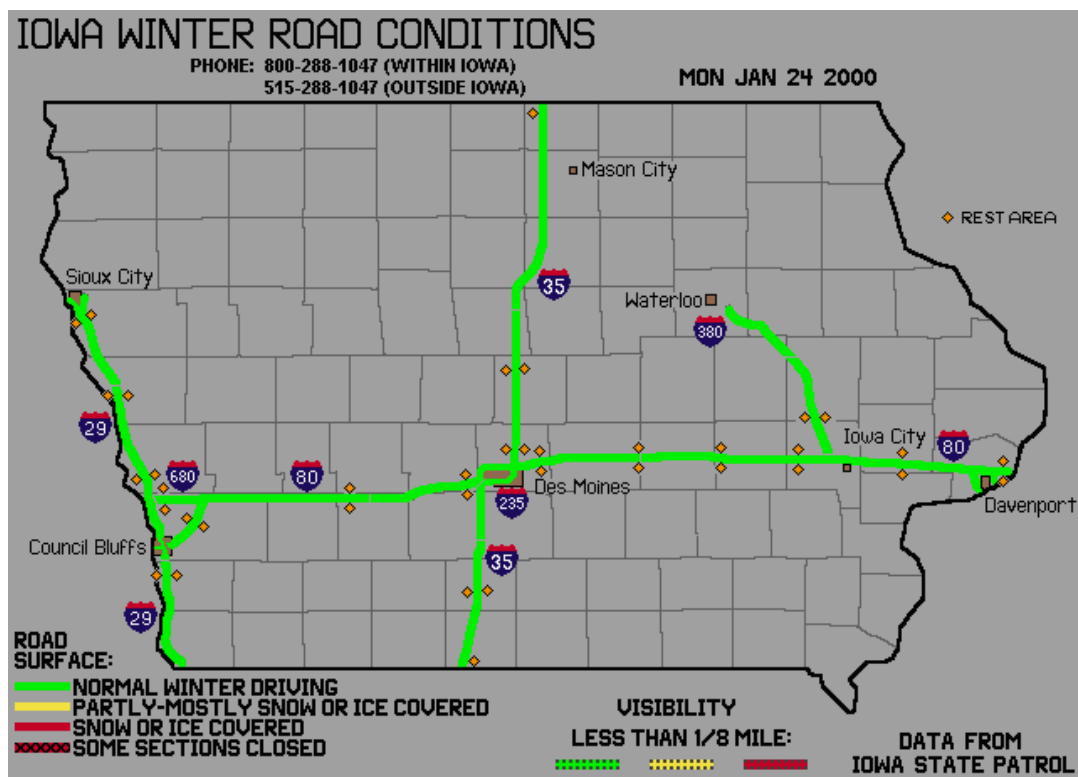 IOWA WINTER ROAD CONDITIONS
PHONE: 800-288-1047 (WITHIN IOWA)
515-288-1047 (OUTSIDE IOWA)
MON JAN 24 2000
Mason City
REST AREA
Sioux City
35
Waterloo
380
29
Iowa City
80
680
80
Des Moines
235
Davenport
Council Bluffs
35
29
ROAD
SURFACE:
NORMAL WINTER DRIVING
PARTLY-MOSTLY SNOW OR ICE COVERED
SNOW OR ICE COVERED
SOME SECTIONS CLOSED
VISIBILITY
LESS THAN 1/8 MILE:
DATA FROM
IOWA STATE PATROL